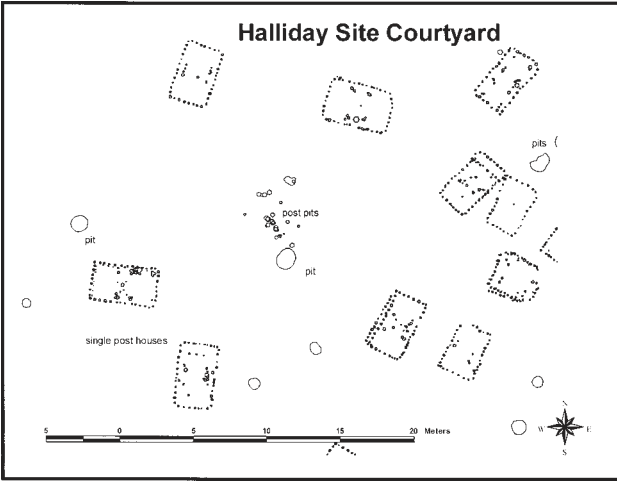 Halliday Site Courtyard
pits
post pits
pit
pit
single post houses
5 0 5 10 15 20 Meters
N
W E
S